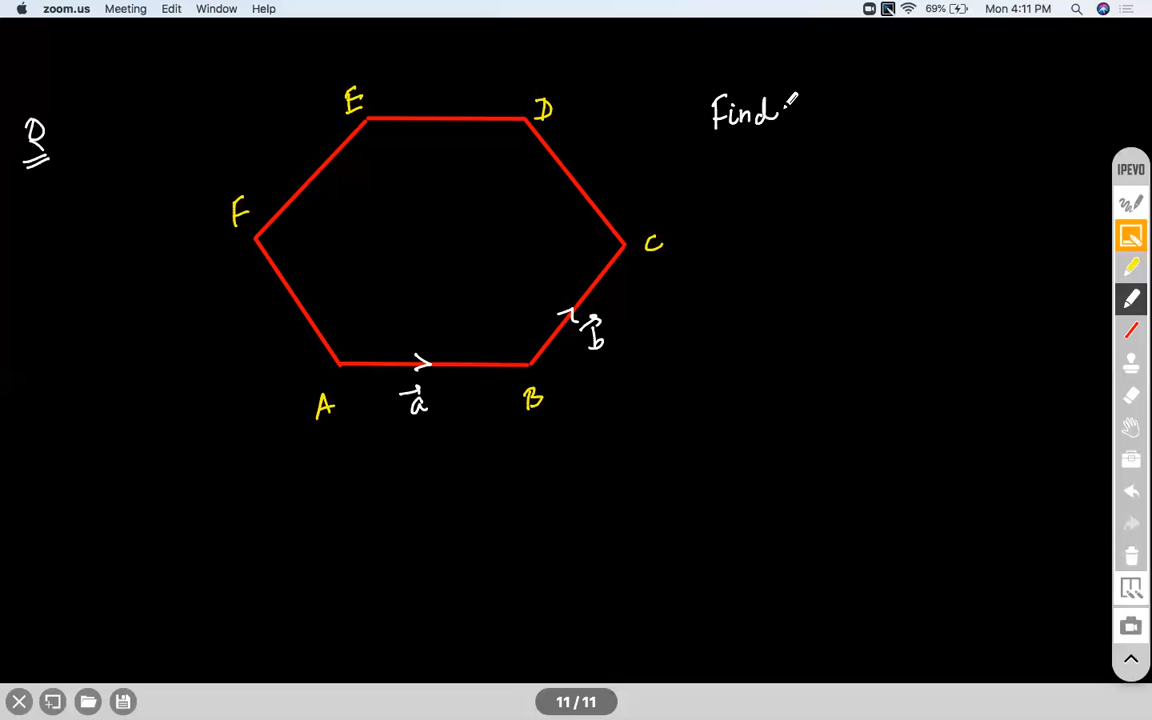 zoom.us Meeting Edit Window Help
69% Mon 4:11 PM
E
D
Find
Q
IPEVO
F
C
b
a
A
B
11 / 11